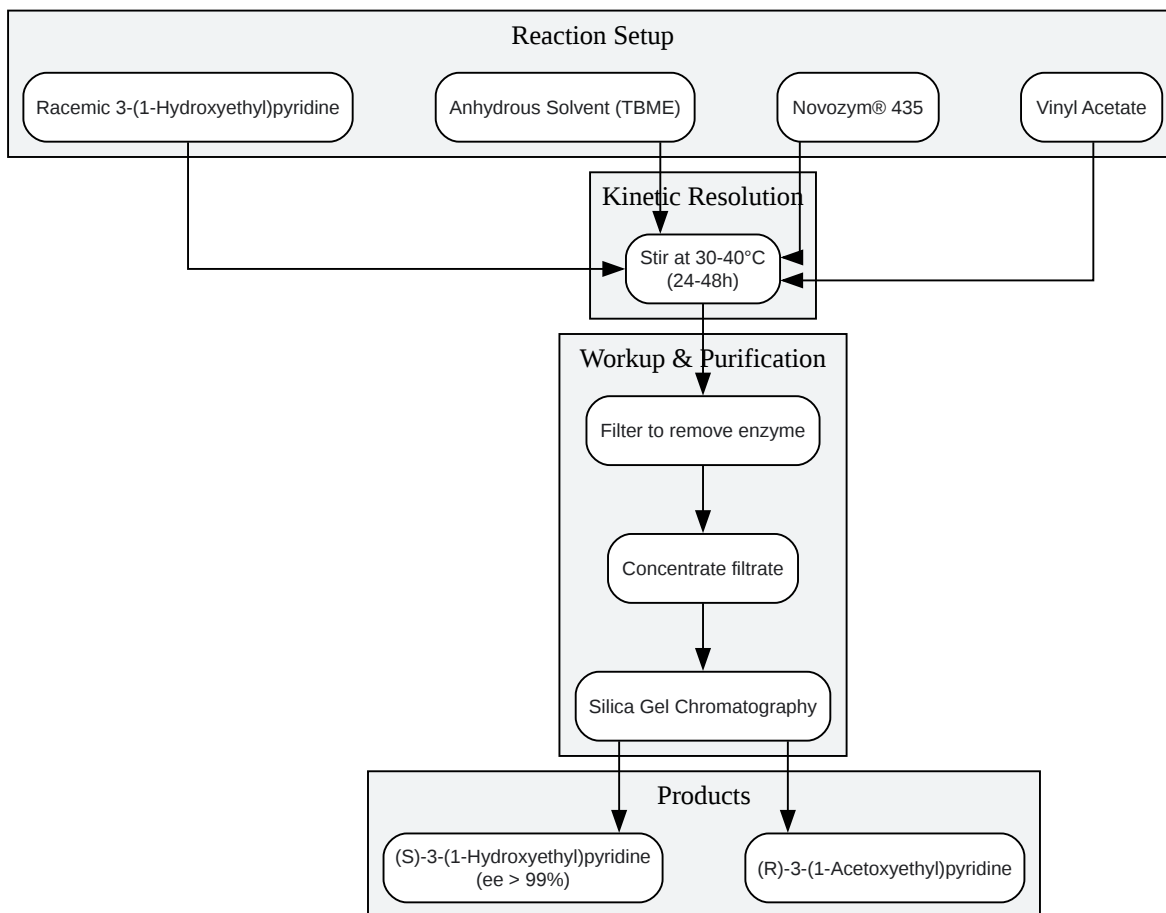 Reaction Setup
Racemic 3-(1-Hydroxyethyl)pyridine
Anhydrous Solvent (TBME)
Novozym® 435
Vinyl Acetate
Kinetic Resolution
Stir at 30-40°C
(24-48h)
Workup & Purification
Filter to remove enzyme
Concentrate filtrate
Silica Gel Chromatography
Products
(S)-3-(1-Hydroxyethyl)pyridine
(ee > 99%)
(R)-3-(1-Acetoxyethyl)pyridine